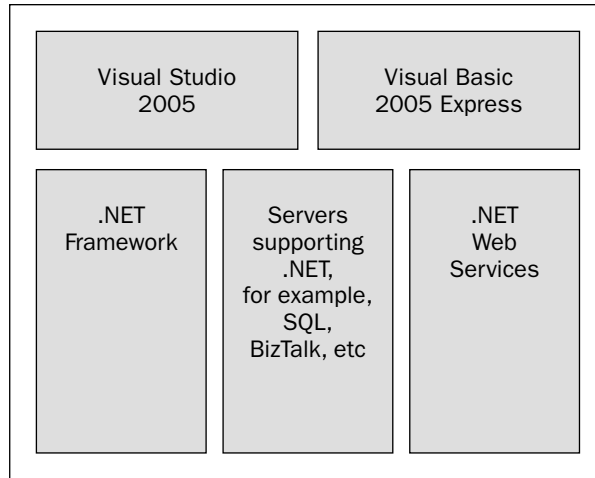 Visual Studio
2005
Visual Basic
2005 Express
.NET
Framework
Servers
supporting
.NET,
for example,
SQL,
BizTalk, etc
.NET
Web
Services